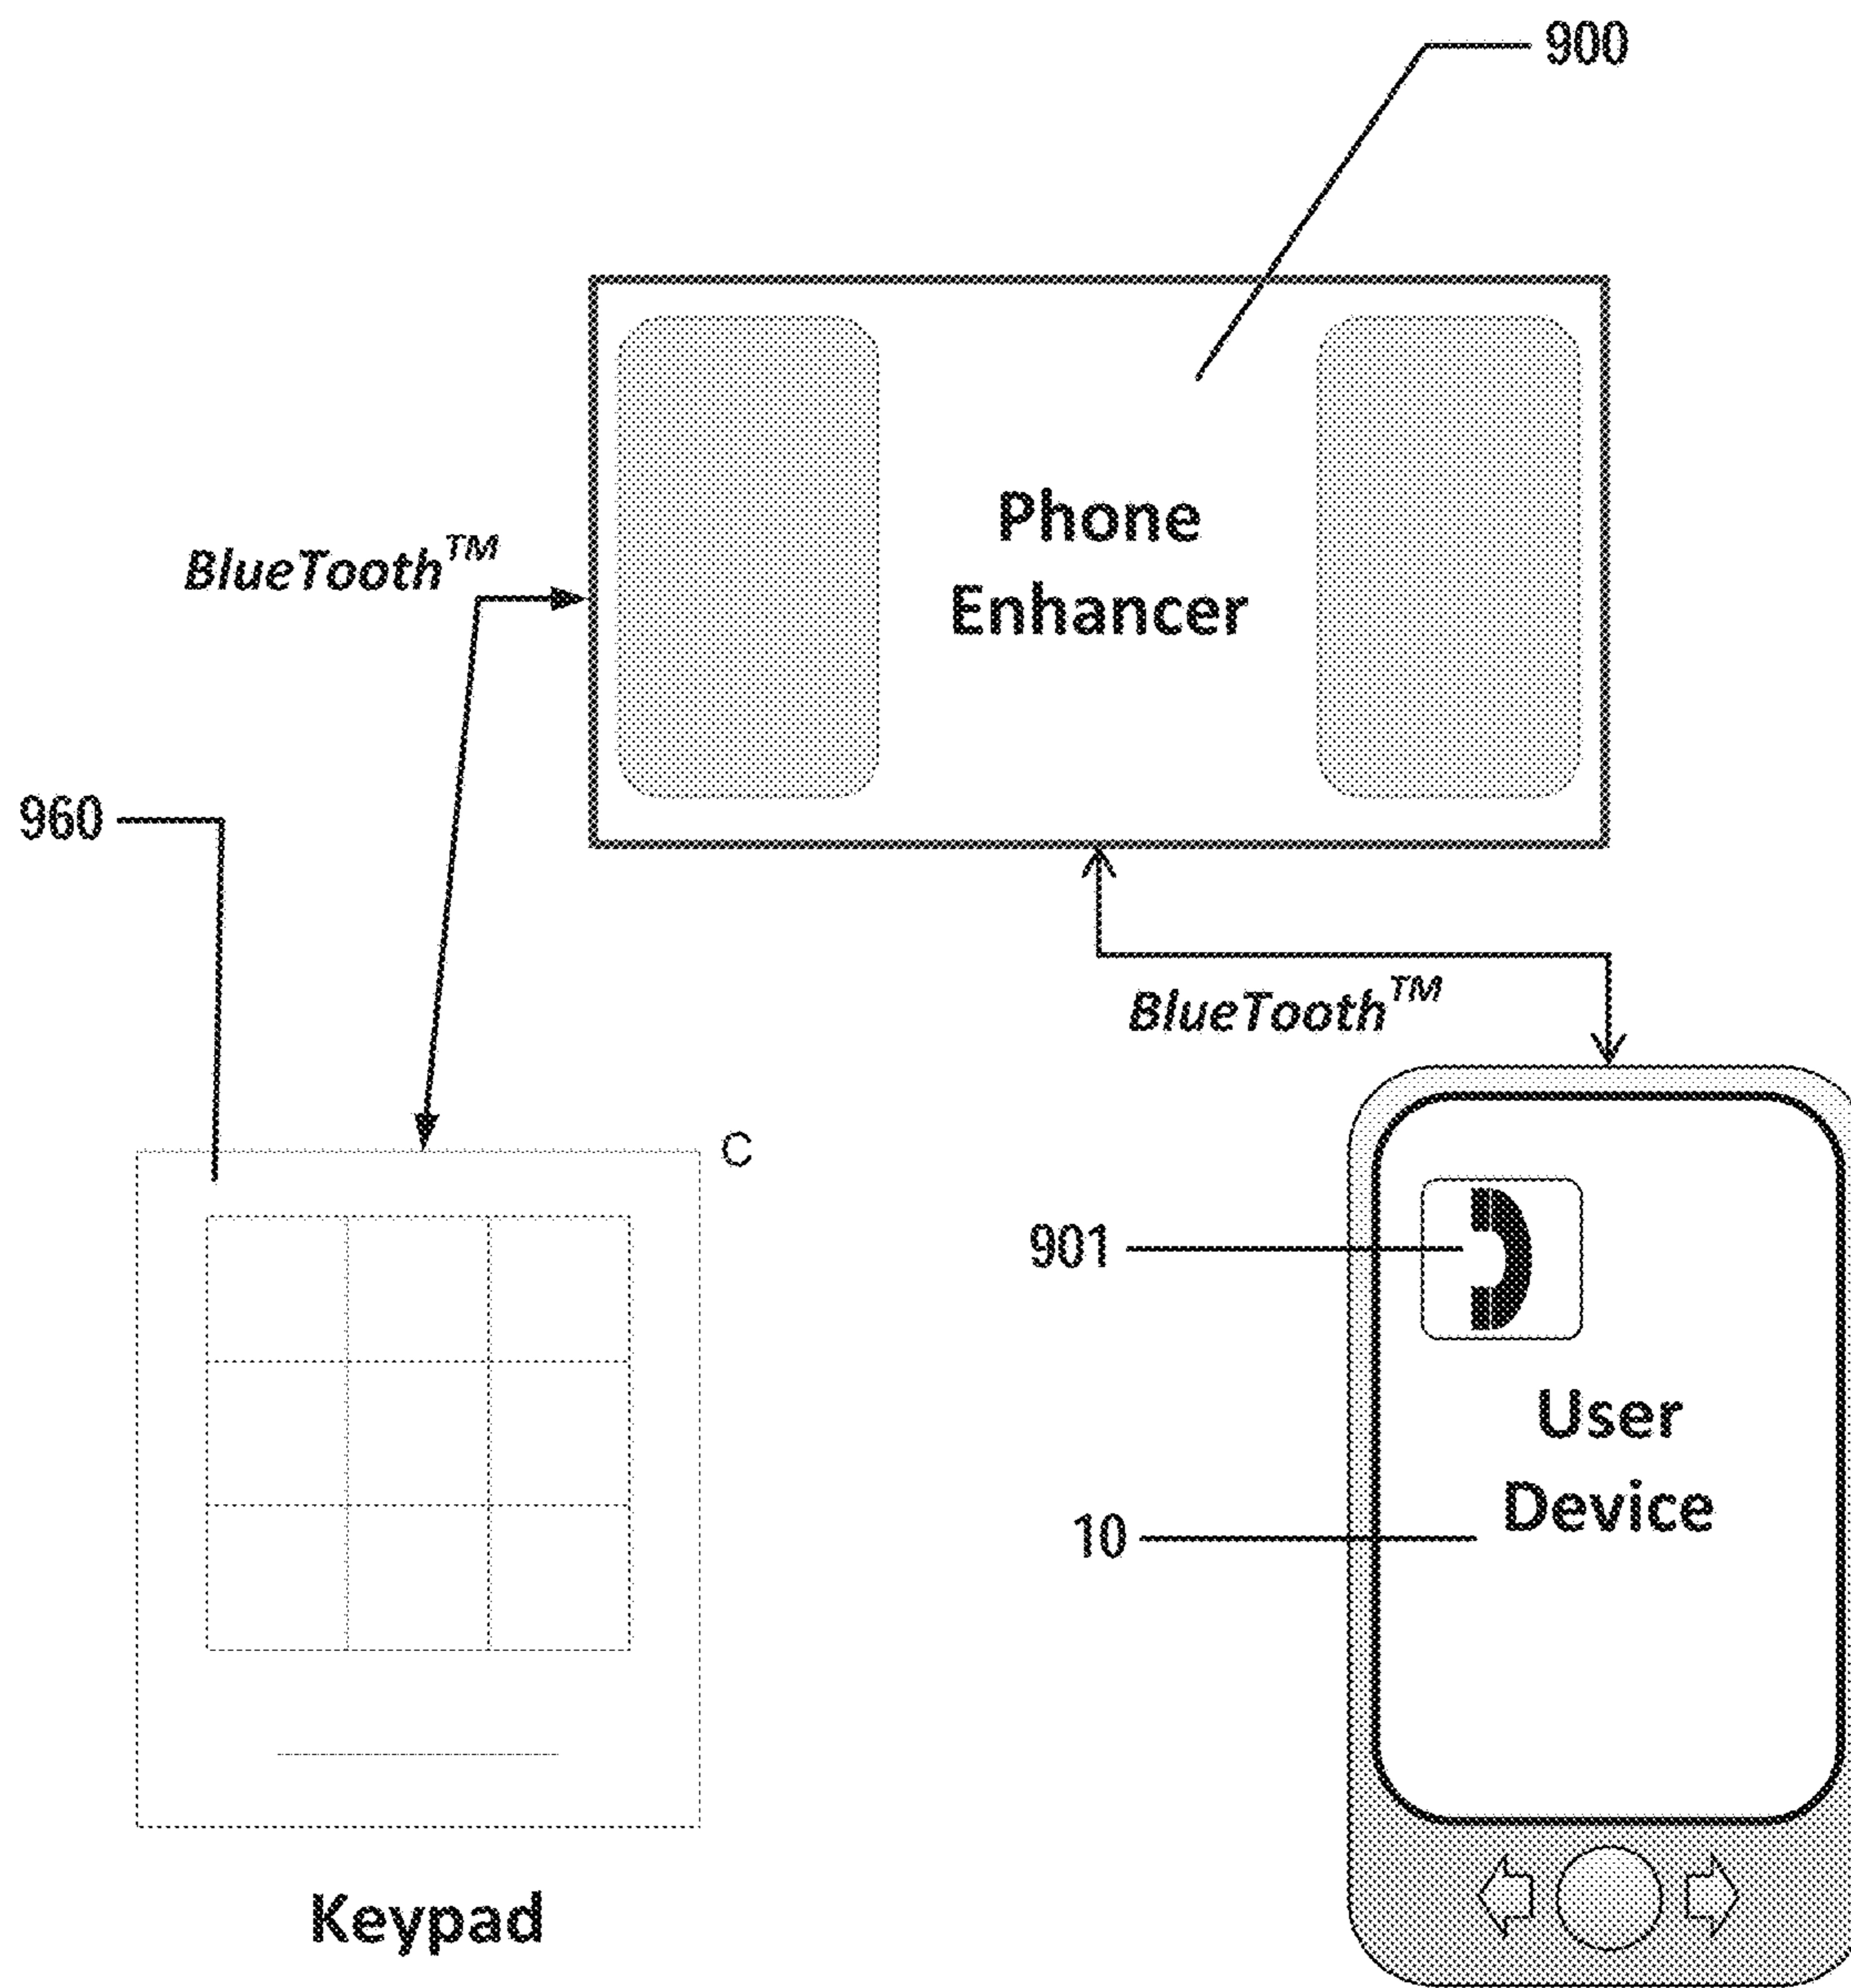 900
Phone
Enhancer
BlueTooth™
960
BlueTooth™
C
901
User
Device
10
Keypad